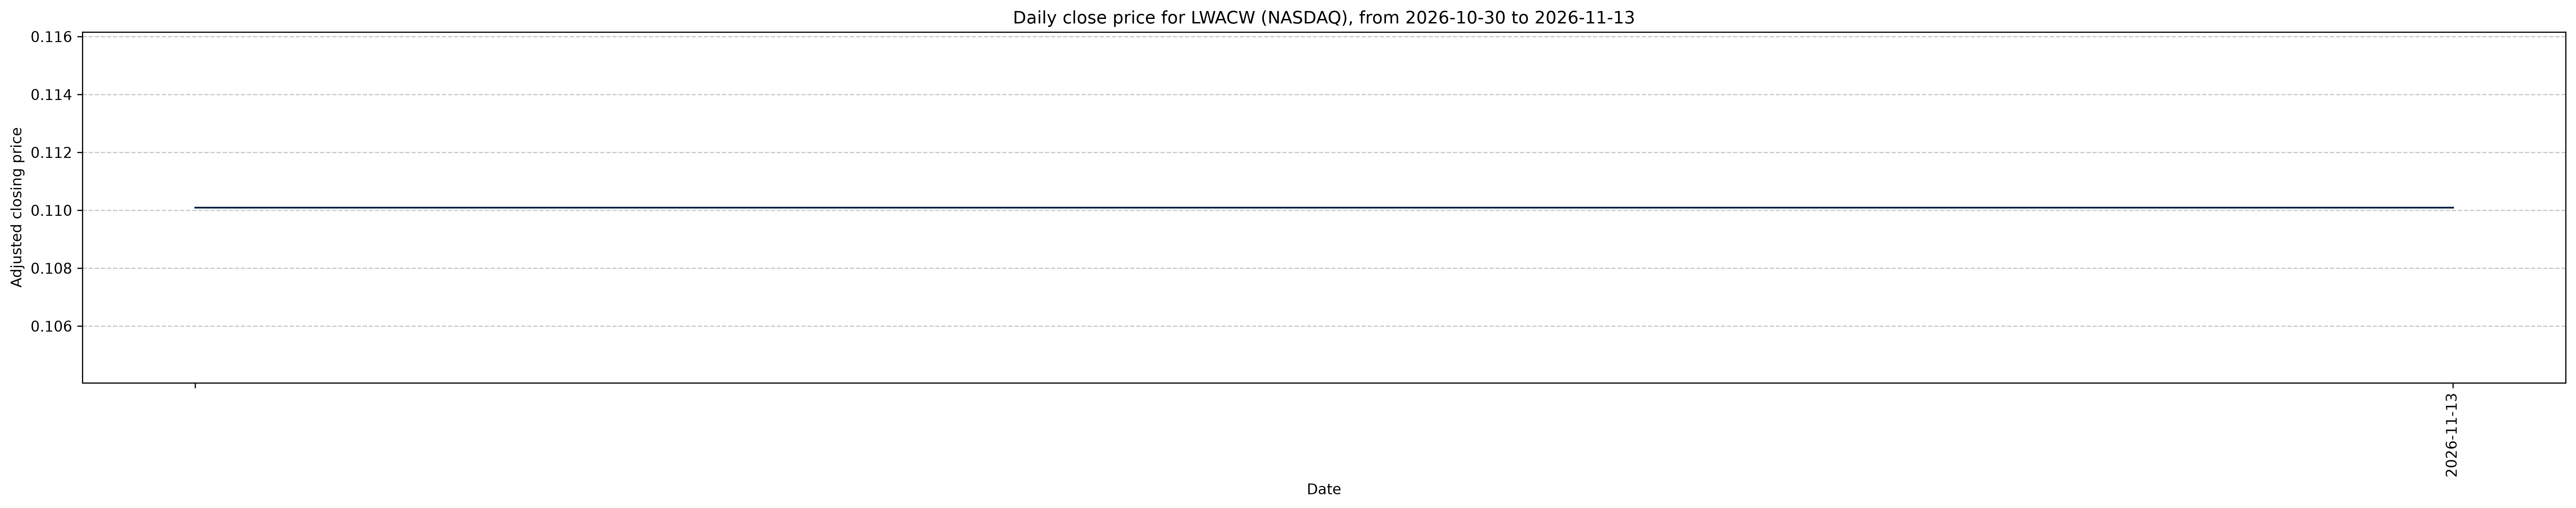 Daily close price for LWACW (NASDAQ), from 2026-10-30 to 2026-11-13
0.116
0.114
0.112
0.110
0.108
0.106
Adjusted closing price
2026-11-13
Date